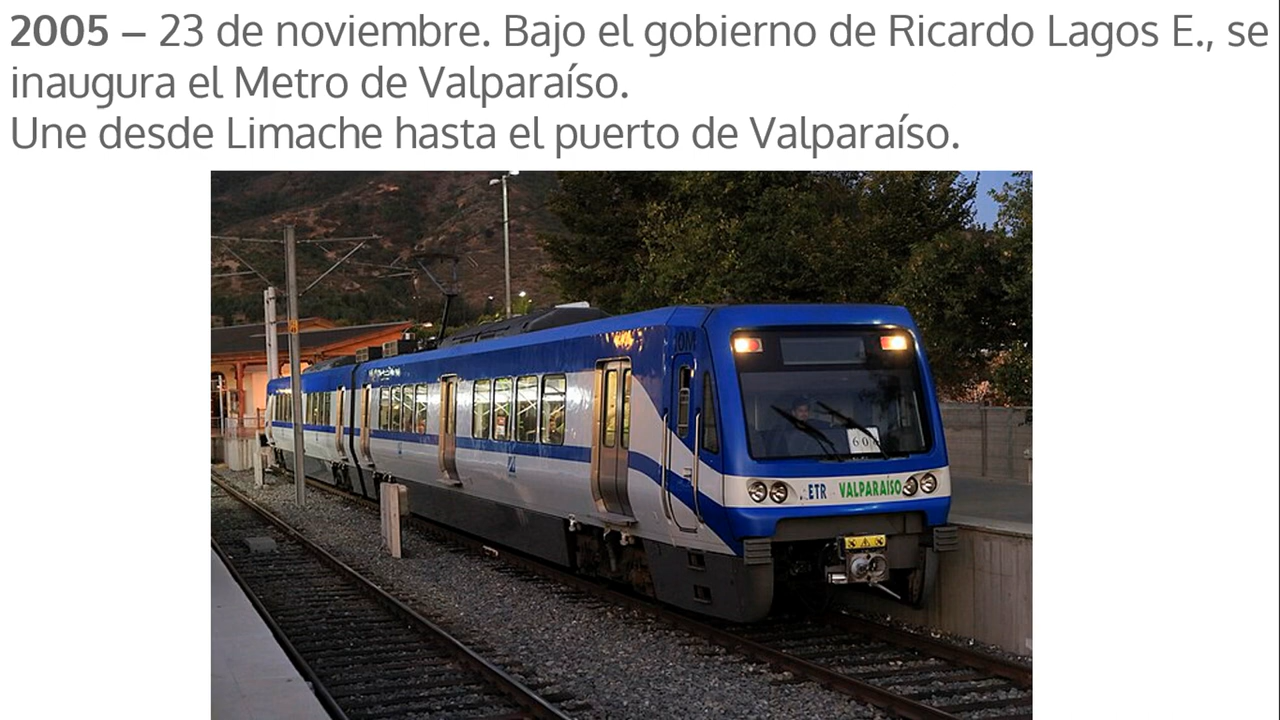 2005 – 23 de noviembre. Bajo el gobierno de Ricardo Lagos E., se
inaugura el Metro de Valparaíso.
Une desde Limache hasta el puerto de Valparaíso.
ETR VALPARAÍSO